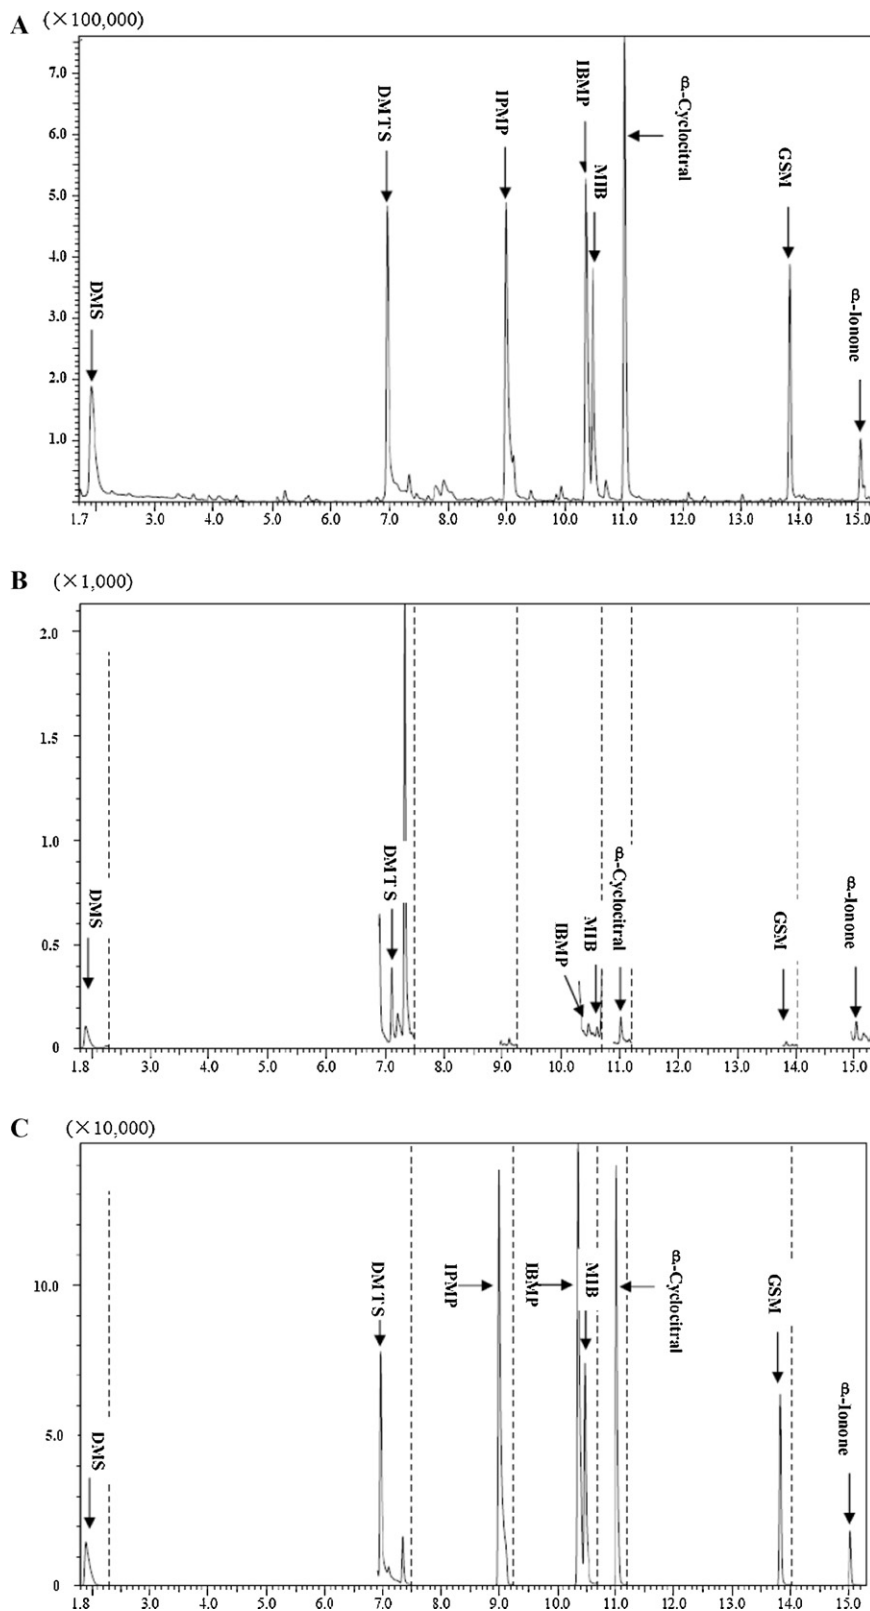 A (×100,000)
7.0
6.0
5.0
4.0
3.0
2.0
1.0
DMS
DMTS
IPMP
IBMP
MIB
β-Cyclocitral
GSM
β-Ionone
1.7 3.0 4.0 5.0 6.0 7.0 8.0 9.0 10.0 11.0 12.0 13.0 14.0 15.0
B (×1,000)
2.0
1.5
1.0
0.5
0
DMS
DMTS
IBMP
MIB
β-Cyclocitral
GSM
β-Ionone
1.8 3.0 4.0 5.0 6.0 7.0 8.0 9.0 10.0 11.0 12.0 13.0 14.0 15.0
C (×10,000)
10.0
5.0
0
DMS
DMTS
IPMP
IBMP
MIB
β-Cyclocitral
GSM
β-Ionone
1.8 3.0 4.0 5.0 6.0 7.0 8.0 9.0 10.0 11.0 12.0 13.0 14.0 15.0